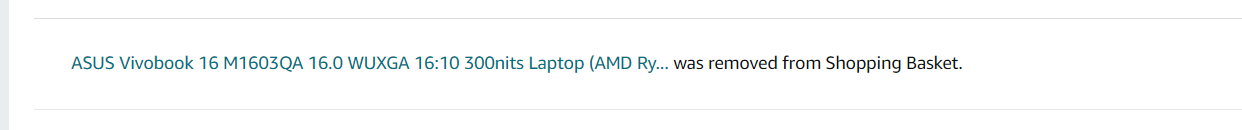 ASUS Vivobook 16 M1603QA 16.0 WUXGA 16:10 300nits Laptop (AMD Ry... was removed from Shopping Basket.